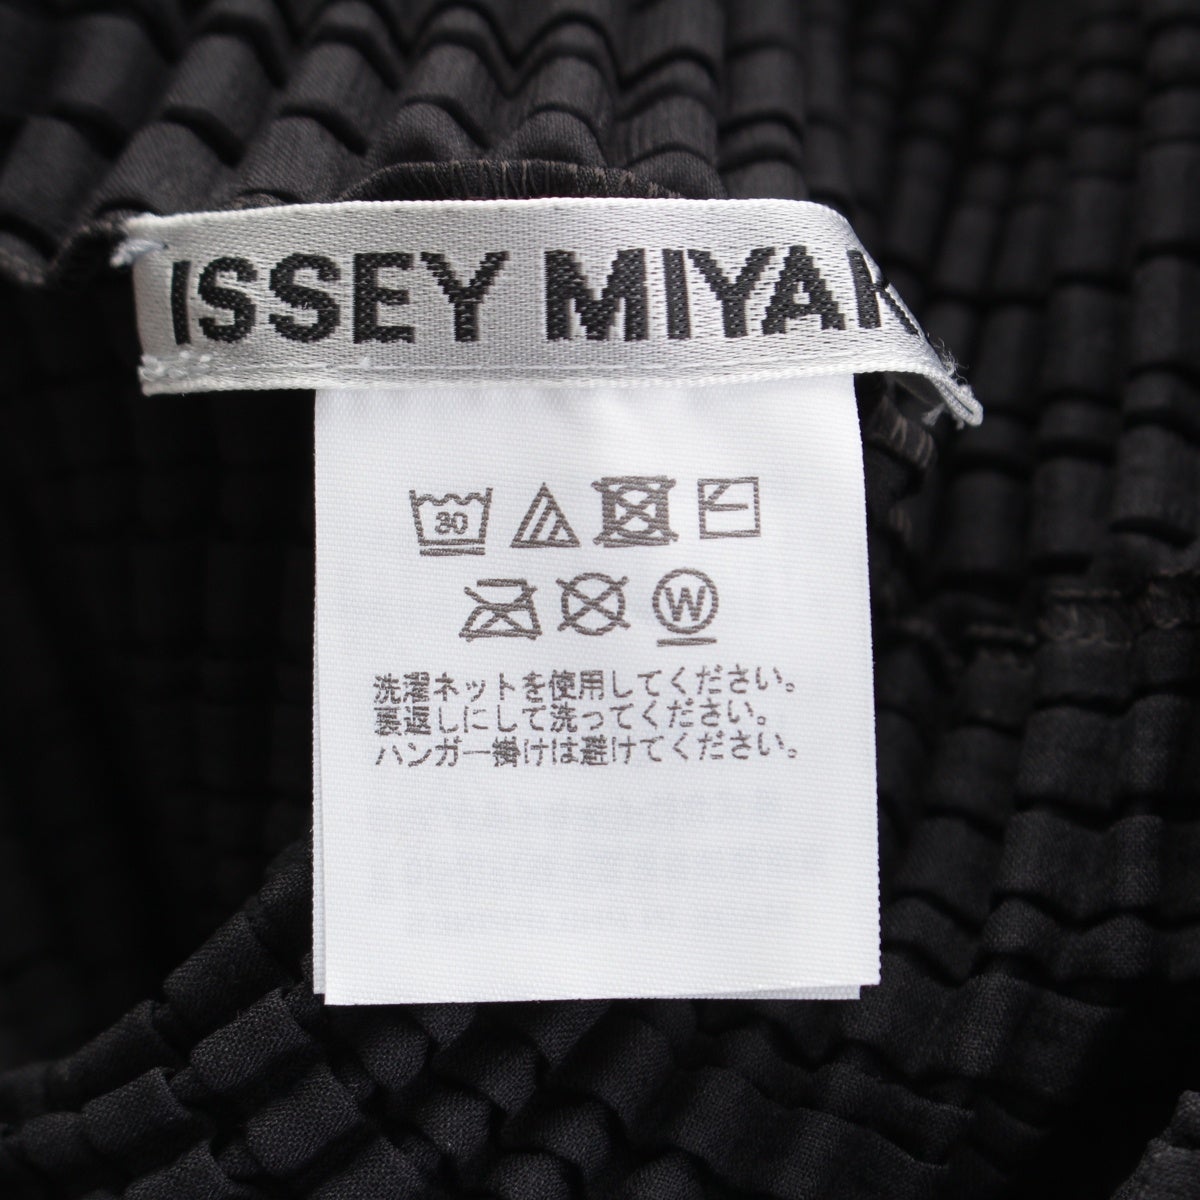 ISSEY MIYAK
30
W
洗濯ネットを使用してください。
裏返しにして洗ってください。
ハンガー掛けは避けてください。